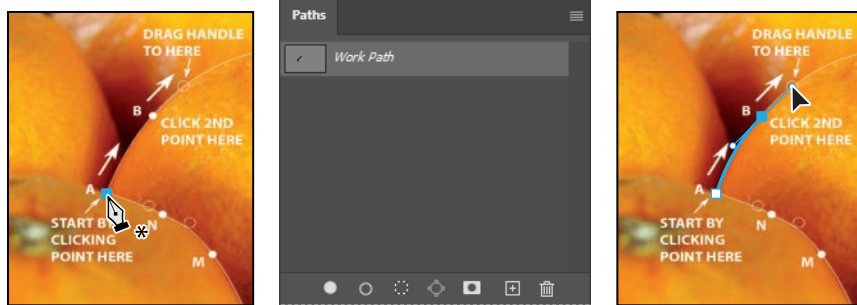 DRAG HANDLE
TO HERE
B
CLICK 2ND
POINT HERE
A
START BY
CLICKING
POINT HERE
N
M
Paths
Work Path
DRAG HANDLE
TO HERE
B
CLICK 2ND
POINT HERE
A
START BY
CLICKING
POINT HERE
N
M